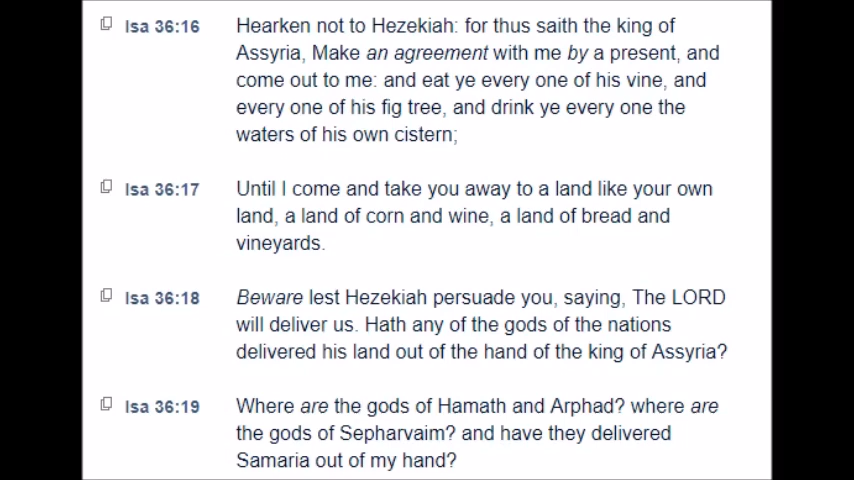 Isa 36:16 Hearken not to Hezekiah: for thus saith the king of
Assyria, Make an agreement with me by a present, and
come out to me: and eat ye every one of his vine, and
every one of his fig tree, and drink ye every one the
waters of his own cistern;
Isa 36:17 Until I come and take you away to a land like your own
land, a land of corn and wine, a land of bread and
vineyards.
Isa 36:18 Beware lest Hezekiah persuade you, saying, The LORD
will deliver us. Hath any of the gods of the nations
delivered his land out of the hand of the king of Assyria?
Isa 36:19 Where are the gods of Hamath and Arphad? where are
the gods of Sepharvaim? and have they delivered
Samaria out of my hand?